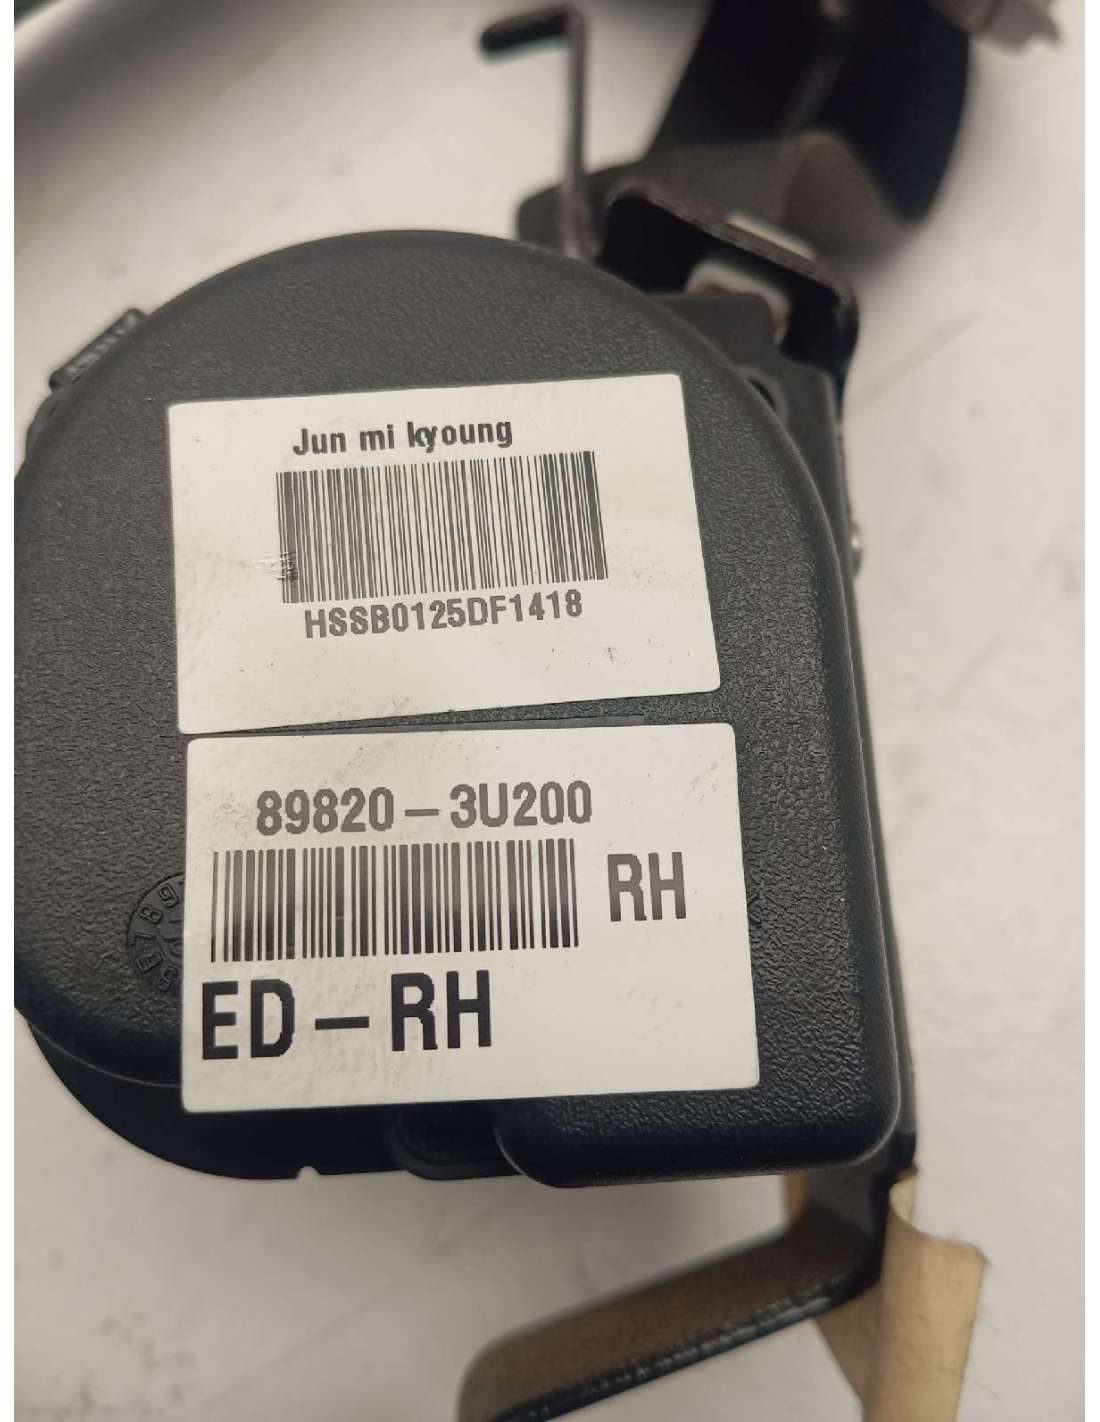 Jun mi kyoung
HSSB0125DF1418
89820-3U200
RH
ED-RH